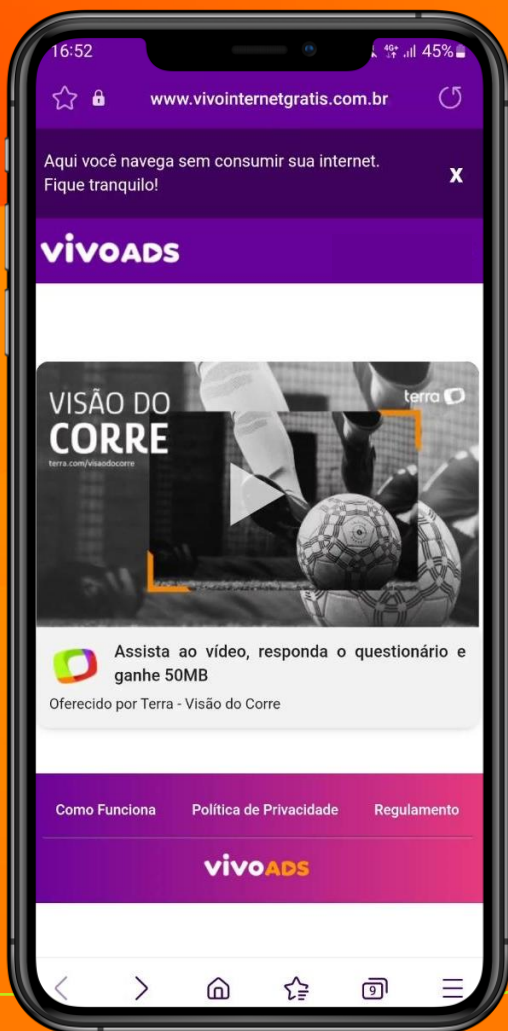 16:52
4G+ 45%
www.vivointernetgratis.com.br
Aqui você navega sem consumir sua internet.
Fique tranquilo!
X
vivoADS
VISÃO DO
CORRE
terra.com/visaodocorre
terra
Assista ao vídeo, responda o questionário e
ganhe 50MB
Oferecido por Terra - Visão do Corre
Como Funciona Política de Privacidade Regulamento
vivoADS
9